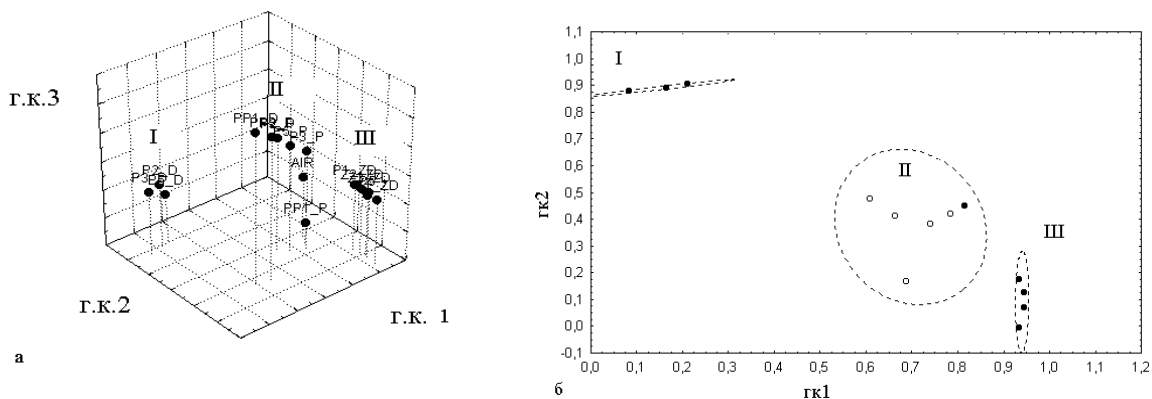 I
II
III
г.к.3
PP1_D
P3_P
AIR
PP1_P
г.к.2
г.к. 1
а
1,1
1,0
0,9
0,8
0,7
0,6
0,5
0,4
0,3
0,2
0,1
0,0
-0,1
гк2
I
II
III
0,0 0,1 0,2 0,3 0,4 0,5 0,6 0,7 0,8 0,9 1,0 1,1 1,2
гк1
б